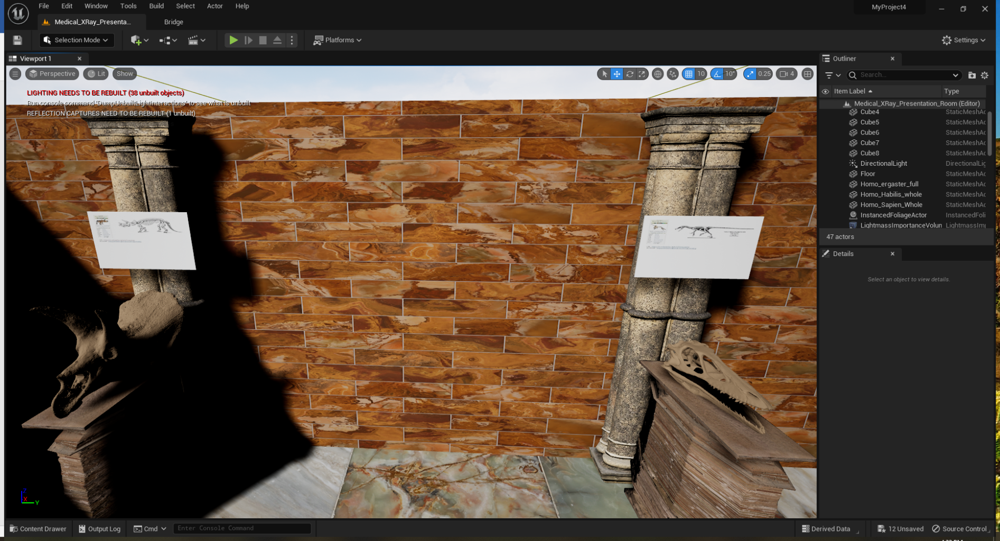 File Edit Window Tools Build Select Actor Help
MyProject4
Medical_XRay_Presenta...
Bridge
Selection Mode
Platforms
Settings
Viewport 1
Outliner
Perspective
Lit
Show
10
10°
0.25
4
Search...
LIGHTING NEEDS TO BE REBUILT (38 unbuilt objects)
Run console command 'DumpUnbuiltLightInteractions' to see what is unbuilt
REFLECTION CAPTURES NEED TO BE REBUILT (1 unbuilt)
Item Label Type
Medical_XRay_Presentation_Room (Editor)
Cube4 StaticMeshAc
Cube5 StaticMeshAc
Cube6 StaticMeshAc
Cube7 StaticMeshAc
Cube8 StaticMeshAc
DirectionalLight DirectionalLig
Floor StaticMeshAc
Homo_ergaster_full StaticMeshAc
Homo_Habilis_whole StaticMeshAc
Homo_Sapien_Whole StaticMeshAc
InstancedFoliageActor InstancedFoli
LightmassImportanceVolun LightmassImp
47 actors
Details
Select an object to view details.
Z
X
Y
Content Drawer
Output Log
Cmd
Enter Console Command
Derived Data
12 Unsaved
Source Control